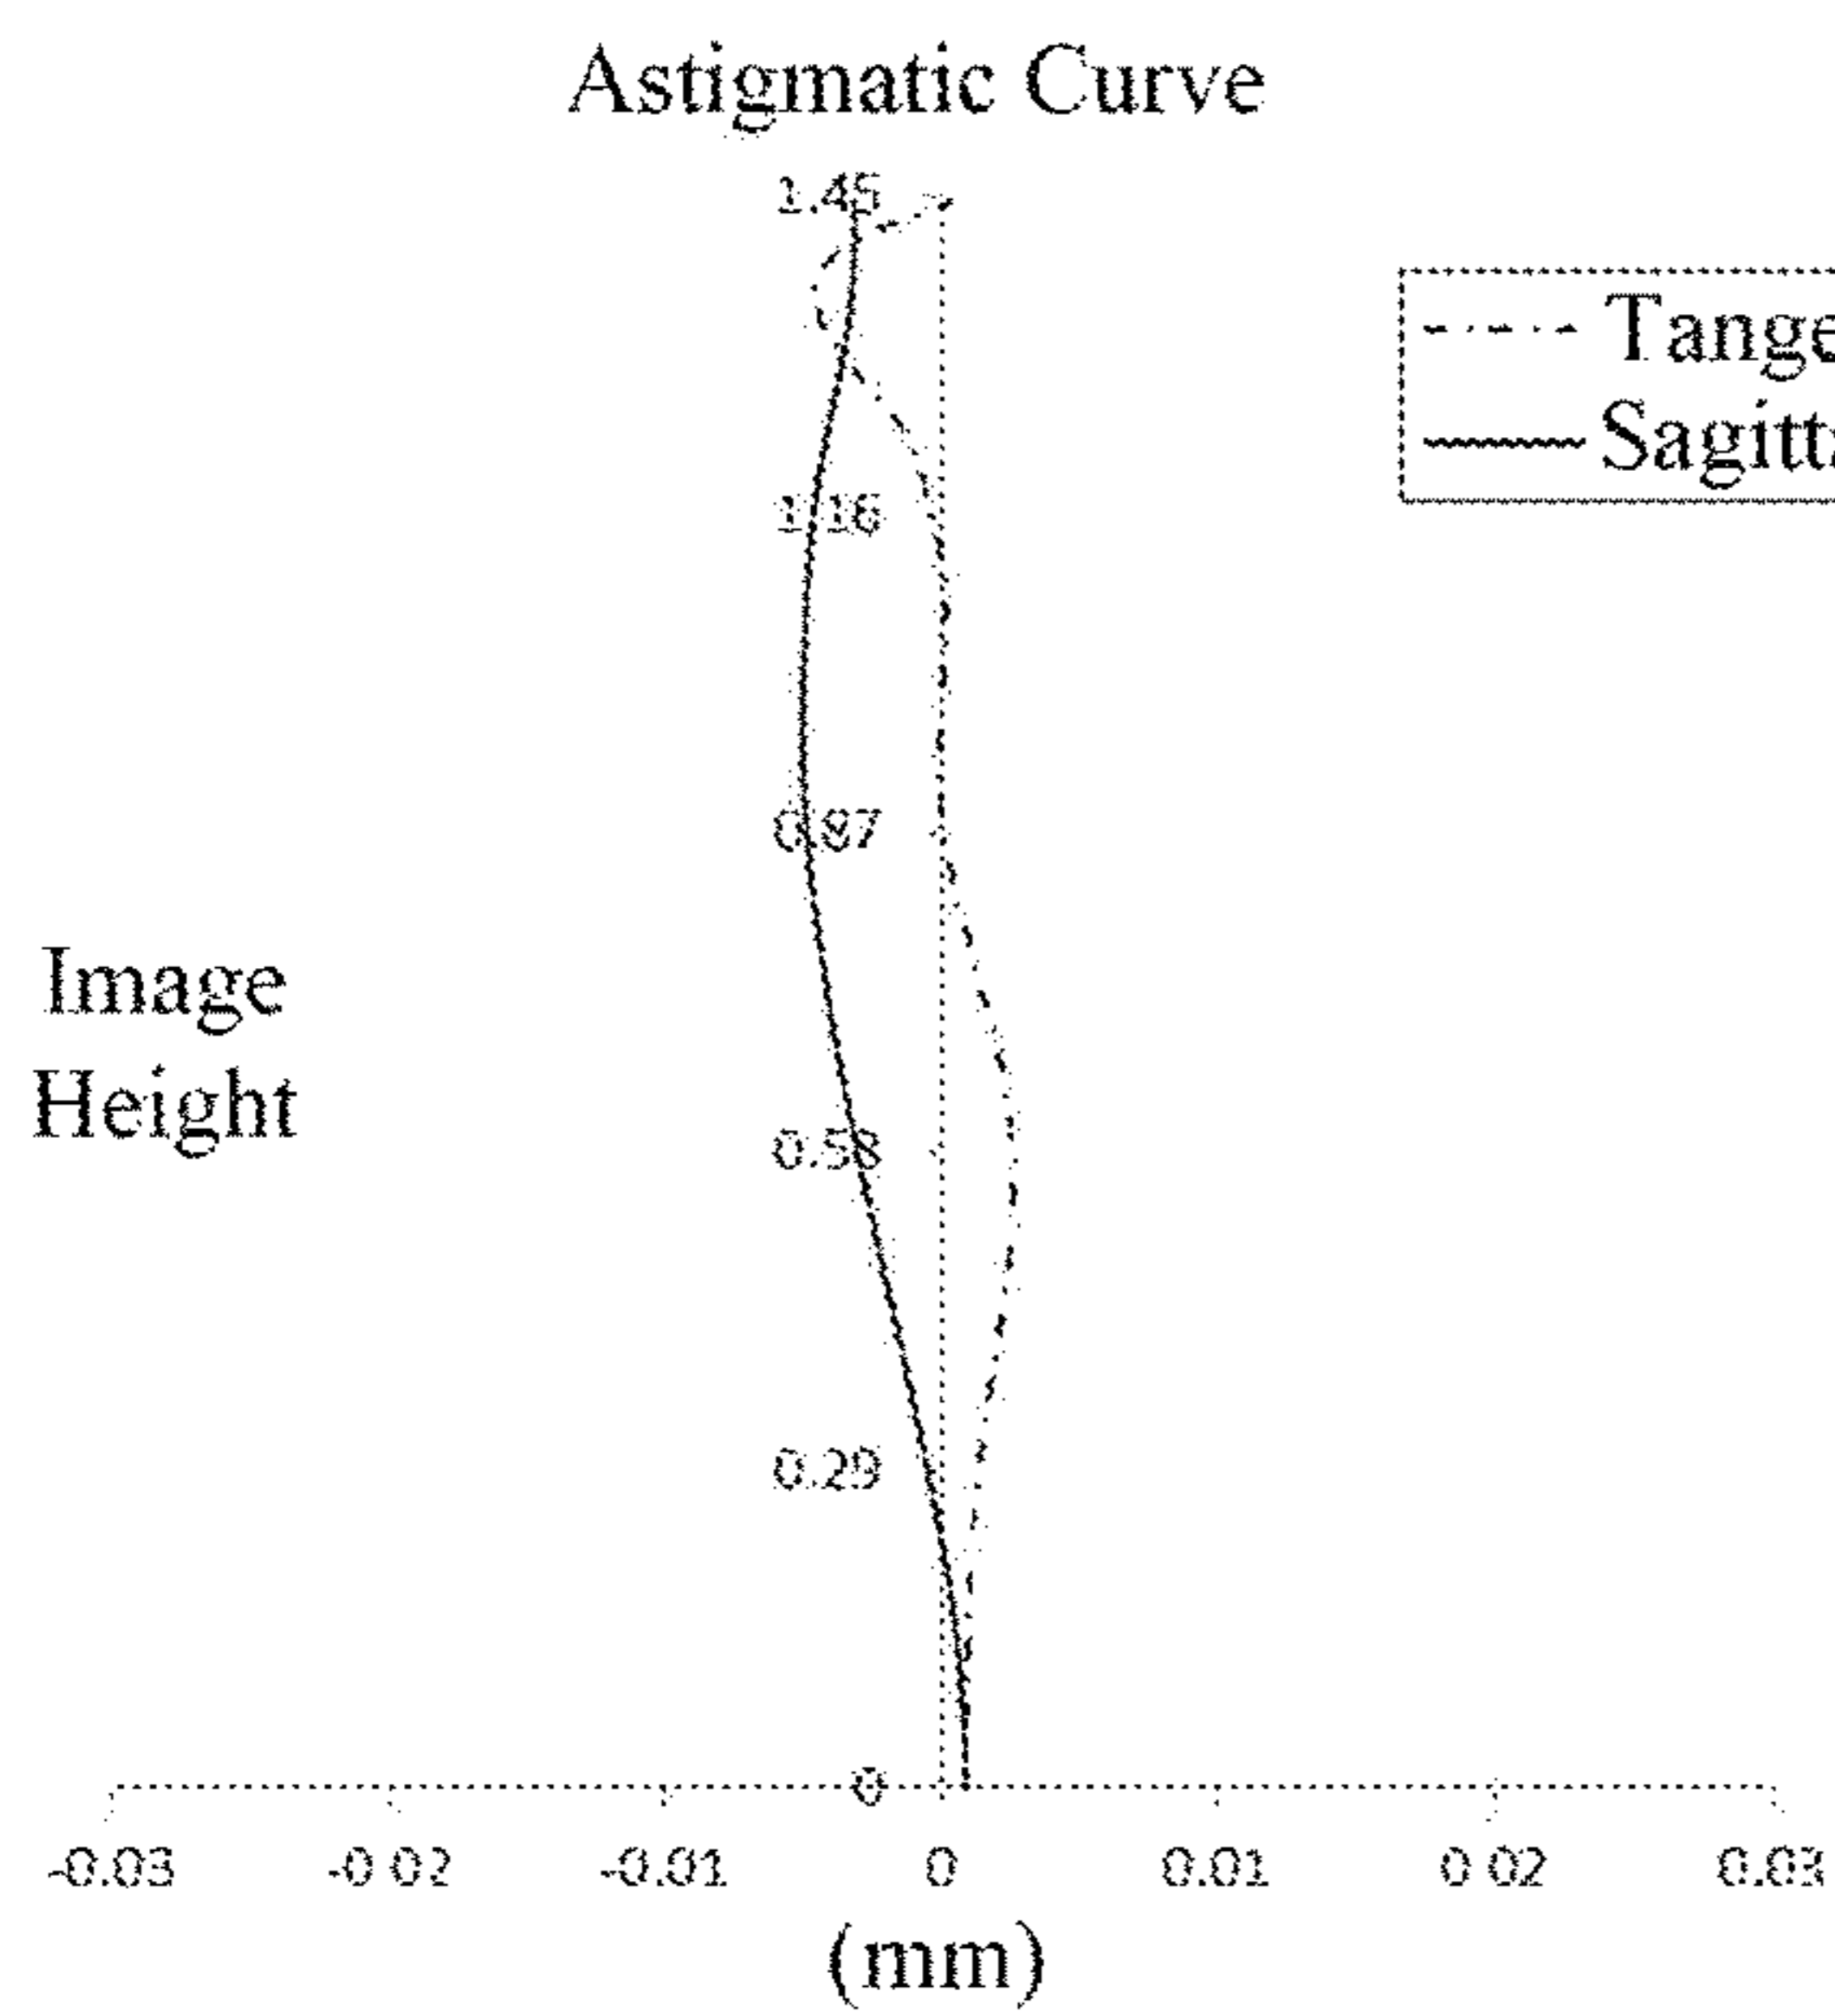 Astigmatic Curve
1.45
Tange
Sagitta
1.16
0.87
Image
Height
0.58
0.29
0
-0.03 -0.02 -0.01 0 0.01 0.02 0.03
(mm)